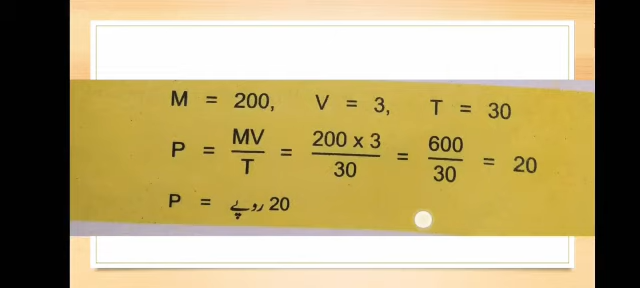 M = 200, V = 3, T = 30
P = MV/T = 200 x 3/30 = 600/30 = 20
P = 20 روپے